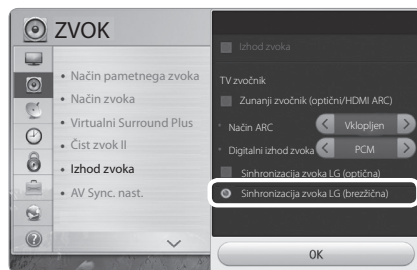 ZVOK
Način pametnega zvoka
Način zvoka
Virtualni Surround Plus
Čist zvok II
Izhod zvoka
AV Sync. nast.
Izhod zvoka
TV zvočnik
Zunanji zvočnik (optični/HDMI ARC)
Način ARC
Vklopljen
Digitalni izhod zvoka
PCM
Sinhronizacija zvoka LG (optična)
Sinhronizacija zvoka LG (brezžična)
OK